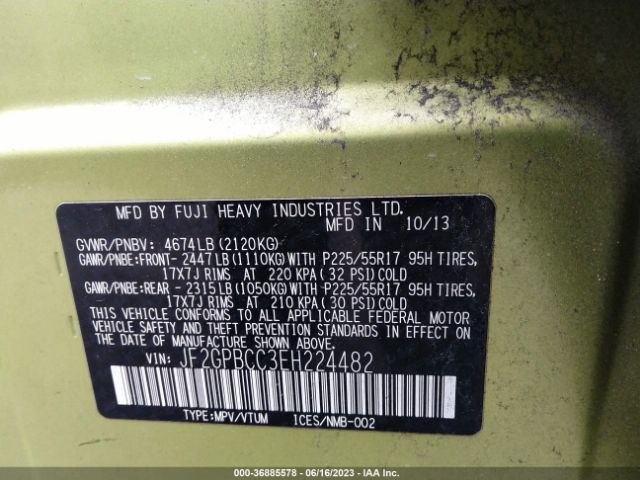 MFD BY FUJI HEAVY INDUSTRIES LTD.
MFD IN 10/13
GVWR/PNBV: 4674LB (2120KG)
GAWR/PNBE:FRONT- 2447LB (1110KG) WITH P225/55R17 95H TIRES,
17X7J RIMS AT 220 KPA (32 PSI) COLD
GAWR/PNBE:REAR - 2315LB (1050KG) WITH P225/55R17 95H TIRES,
17X7J RIMS AT 210 KPA (30 PSI) COLD
THIS VEHICLE CONFORMS TO ALL APPLICABLE FEDERAL MOTOR
VEHICLE SAFETY AND THEFT PREVENTION STANDARDS IN EFFECT
ON THE DATE OF MANUFACTURE SHOWN ABOVE.
VIN: JF2GPBCC3EH224482
TYPE:MPV/VTUM ICES/NMB-002
000-36885578 - 06/16/2023 - IAA Inc.